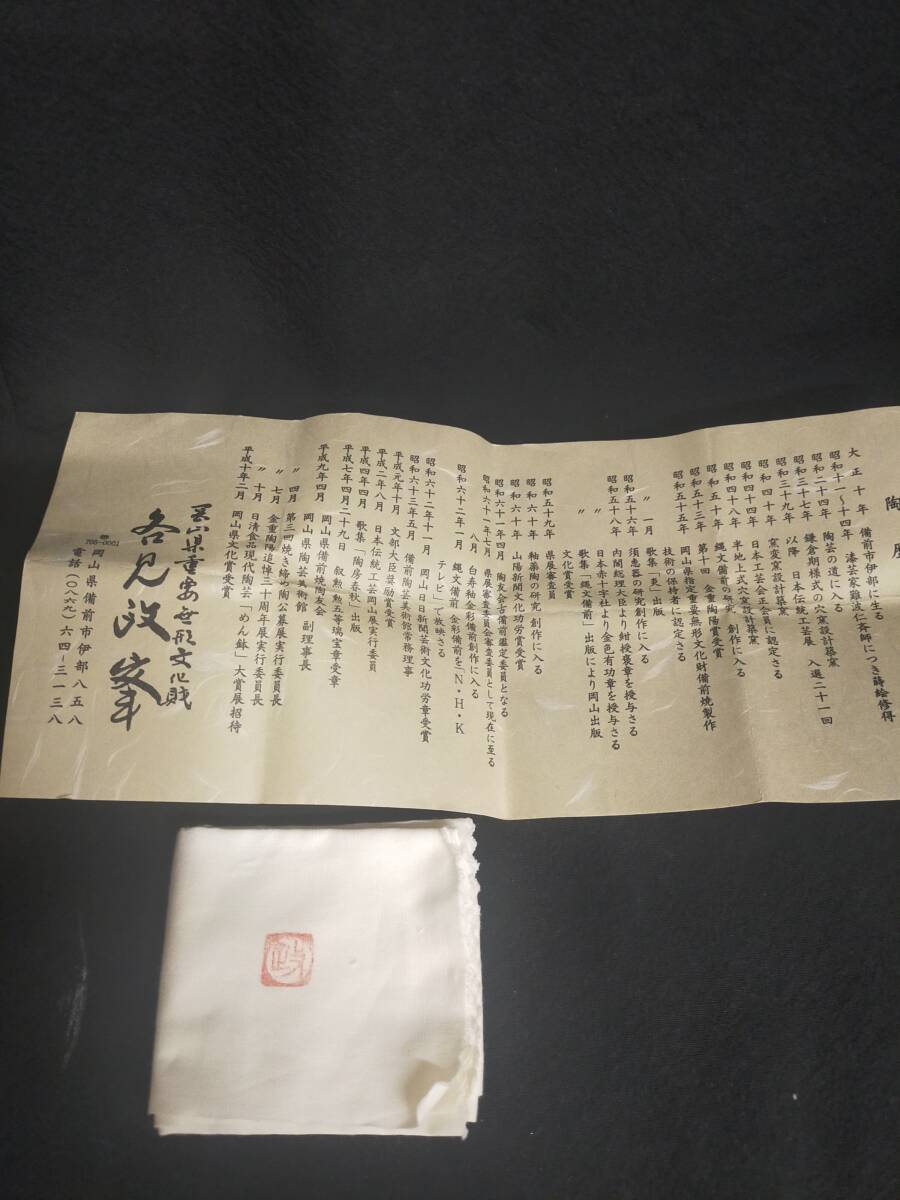 陶歴
大正十年　備前市伊部に生る
昭和十一～十四年　漆芸家難波仁斎師につき蒔絵修得
昭和二十四年　陶芸の道に入る
昭和三十七年　鎌倉期様式の穴窯設計築窯
昭和三十九年　以降　日本伝統工芸展　入選二十一回
昭和四十年　日本工芸会正会員に認定さる
昭和四十四年　窯変窯設計築窯
昭和四十八年　半地上式穴窯設計築窯
昭和五十年　縄文備前の研究、創作に入る
昭和五十三年　第十回　金重陶陽賞受賞
昭和五十五年　岡山県指定重要無形文化財備前焼製作
技術の保持者に認定さる
〃　一月　歌集「　」出版
昭和五十六年　須恵器の研究創作に入る
昭和五十八年　内閣総理大臣より紺授褒章を授与さる
〃　日本赤十字社より金色有功章を授与さる
〃　歌集「縄文備前」出版により岡山出版
文化賞受賞
昭和五十九年　県展審査員
昭和六十年　釉薬陶の研究創作に入る
昭和六十年　山陽新聞文化功労賞受賞
昭和六十一年四月　陶友会古備前鑑定委員となる
昭和六十一年七月　県展審査委員会審査委員として現在に至る
〃　八月　白寿釉金彩備前創作に入る
昭和六十二年一月　縄文備前、金彩備前を「N・H・K
テレビ」て放映さる
昭和六十二年十一月　岡山日日新聞芸術文化功労章受賞
昭和六十三年五月　備前陶芸美術館常務理事
平成元年十月　文部大臣奨励賞受賞
平成二年八月　日本伝統工芸岡山展実行委員
平成四年四月　歌集「陶房春秋」出版
平成七年四月二十九日　叙勲勲五等瑞宝章受章
平成九年四月　岡山県備前焼陶友会　副理事長
岡山県陶芸美術館
〃　四月　第三回焼き締め陶公募展実行委員長
〃　七月　金重陶陽追悼三十周年展実行委員長
〃　十月　日清食品現代陶芸「めん鉢」大賞展招待
平成十年二月　岡山県文化賞受賞
岡山県重要無形文化財
各見政峯
〒705-0001
岡山県備前市伊部八五八
電話（〇八六九）六四－三一三八
政